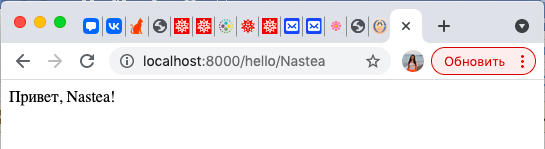 localhost:8000/hello/Nastea
Обновить
Привет, Nastea!